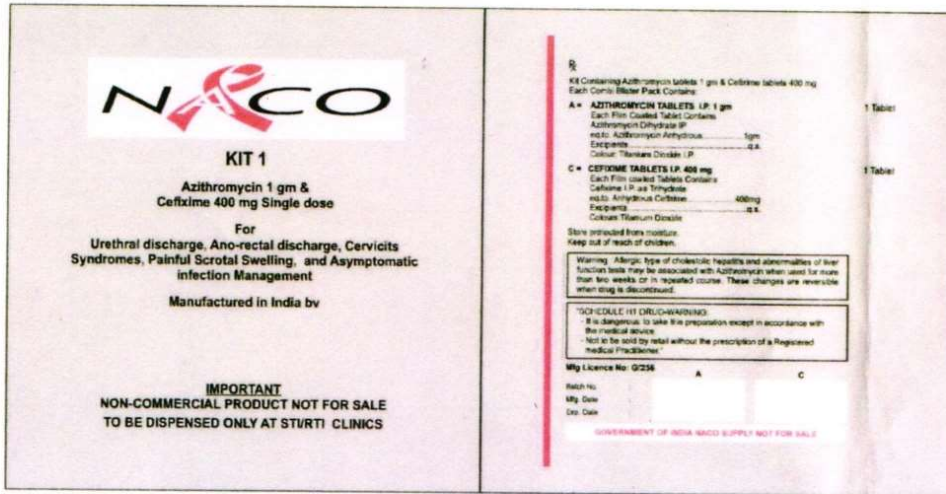 NACO
KIT 1
Azithromycin 1 gm &
Cefixime 400 mg Single dose
For
Urethral discharge, Ano-rectal discharge, Cervicits
Syndromes, Painful Scrotal Swelling, and Asymptomatic
infection Management
Manufactured in India bv
IMPORTANT
NON-COMMERCIAL PRODUCT NOT FOR SALE
TO BE DISPENSED ONLY AT STI/RTI CLINICS
℞
Kit Containing Azithromycin tablets 1 gm & Cefixime tablets 400 mg
Each Combi Blister Pack Contains:
A = AZITHROMYCIN TABLETS I.P. 1 gm 1 Tablet
Each Film Coated Tablet Contains
Azithromycin Dihydrate IP
eq.to. Azithromycin Anhydrous 1gm
Excipients q.s.
Colour: Titanium Dioxide I.P.
C = CEFIXIME TABLETS I.P. 400 mg 1 Tablet
Each Film coated Tablets Contains
Cefixime I.P. as Trihydrate
eq.to. Anhydrous Cefixime 400mg
Excipients q.s.
Colours Titanium Dioxide
Store protected from moisture.
Keep out of reach of children.
Warning: Allergic type of cholestolic hepatitis and abnormalities of liver
function tests may be associated with Azithromycin when used for more
than two weeks or in repeated course. These changes are reversible
when drug is discontinued.
"SCHEDULE H1 DRUG-WARNING:
- It is dangerous to take this preparation except in accordance with
the medical advice
- Not to be sold by retail without the prescription of a Registered
medical Practitioner."
Mfg Licence No: G/256
A C
Batch No.
Mfg. Date
Exp. Date
GOVERNMENT OF INDIA NACO SUPPLY NOT FOR SALE